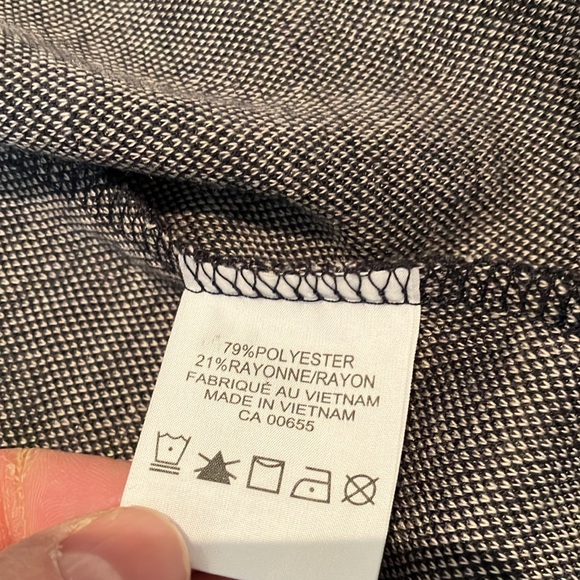 79%POLYESTER
21%RAYONNE/RAYON
FABRIQUÉ AU VIETNAM
MADE IN VIETNAM
CA 00655